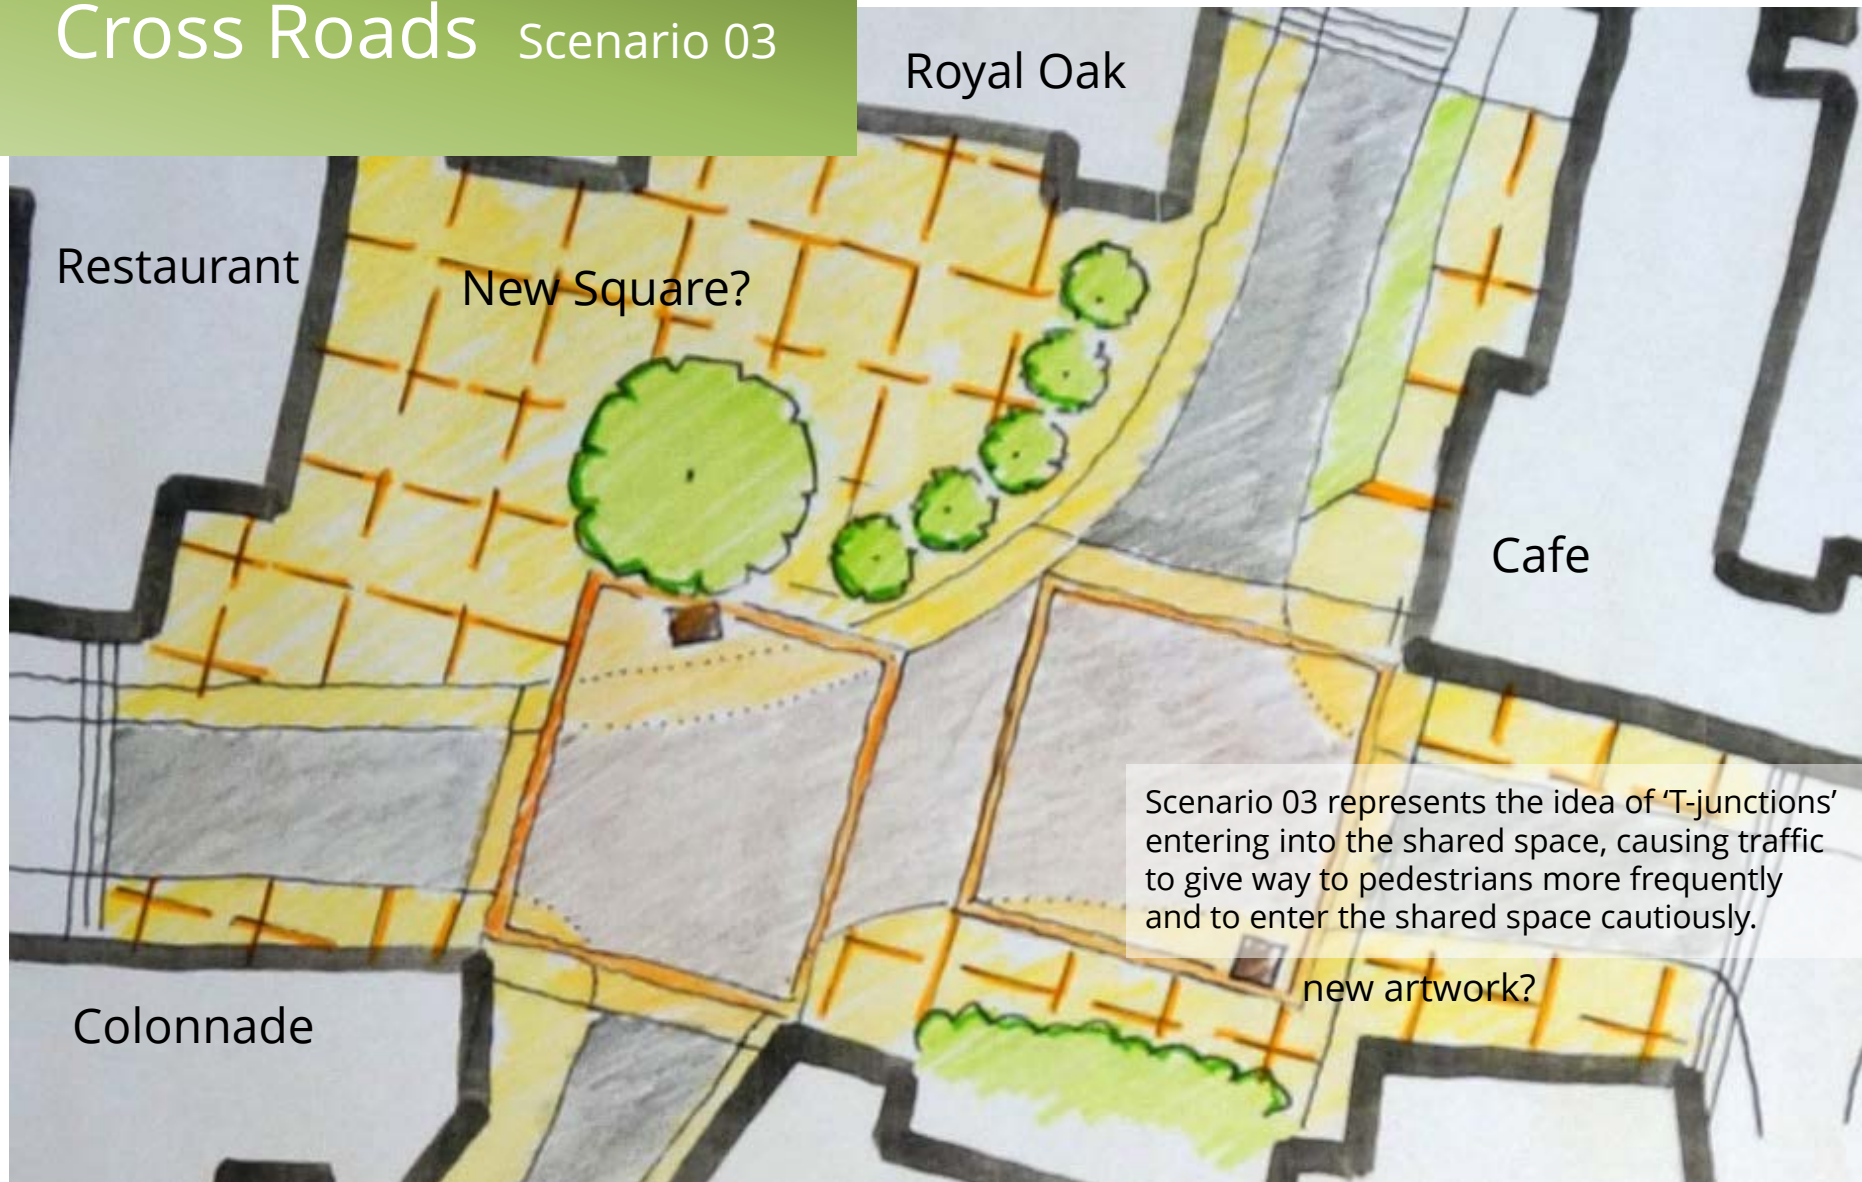 Cross Roads Scenario 03
Royal Oak
Restaurant
New Square?
Cafe
Scenario 03 represents the idea of ‘T-junctions’
entering into the shared space, causing traffic
to give way to pedestrians more frequently
and to enter the shared space cautiously.
new artwork?
Colonnade